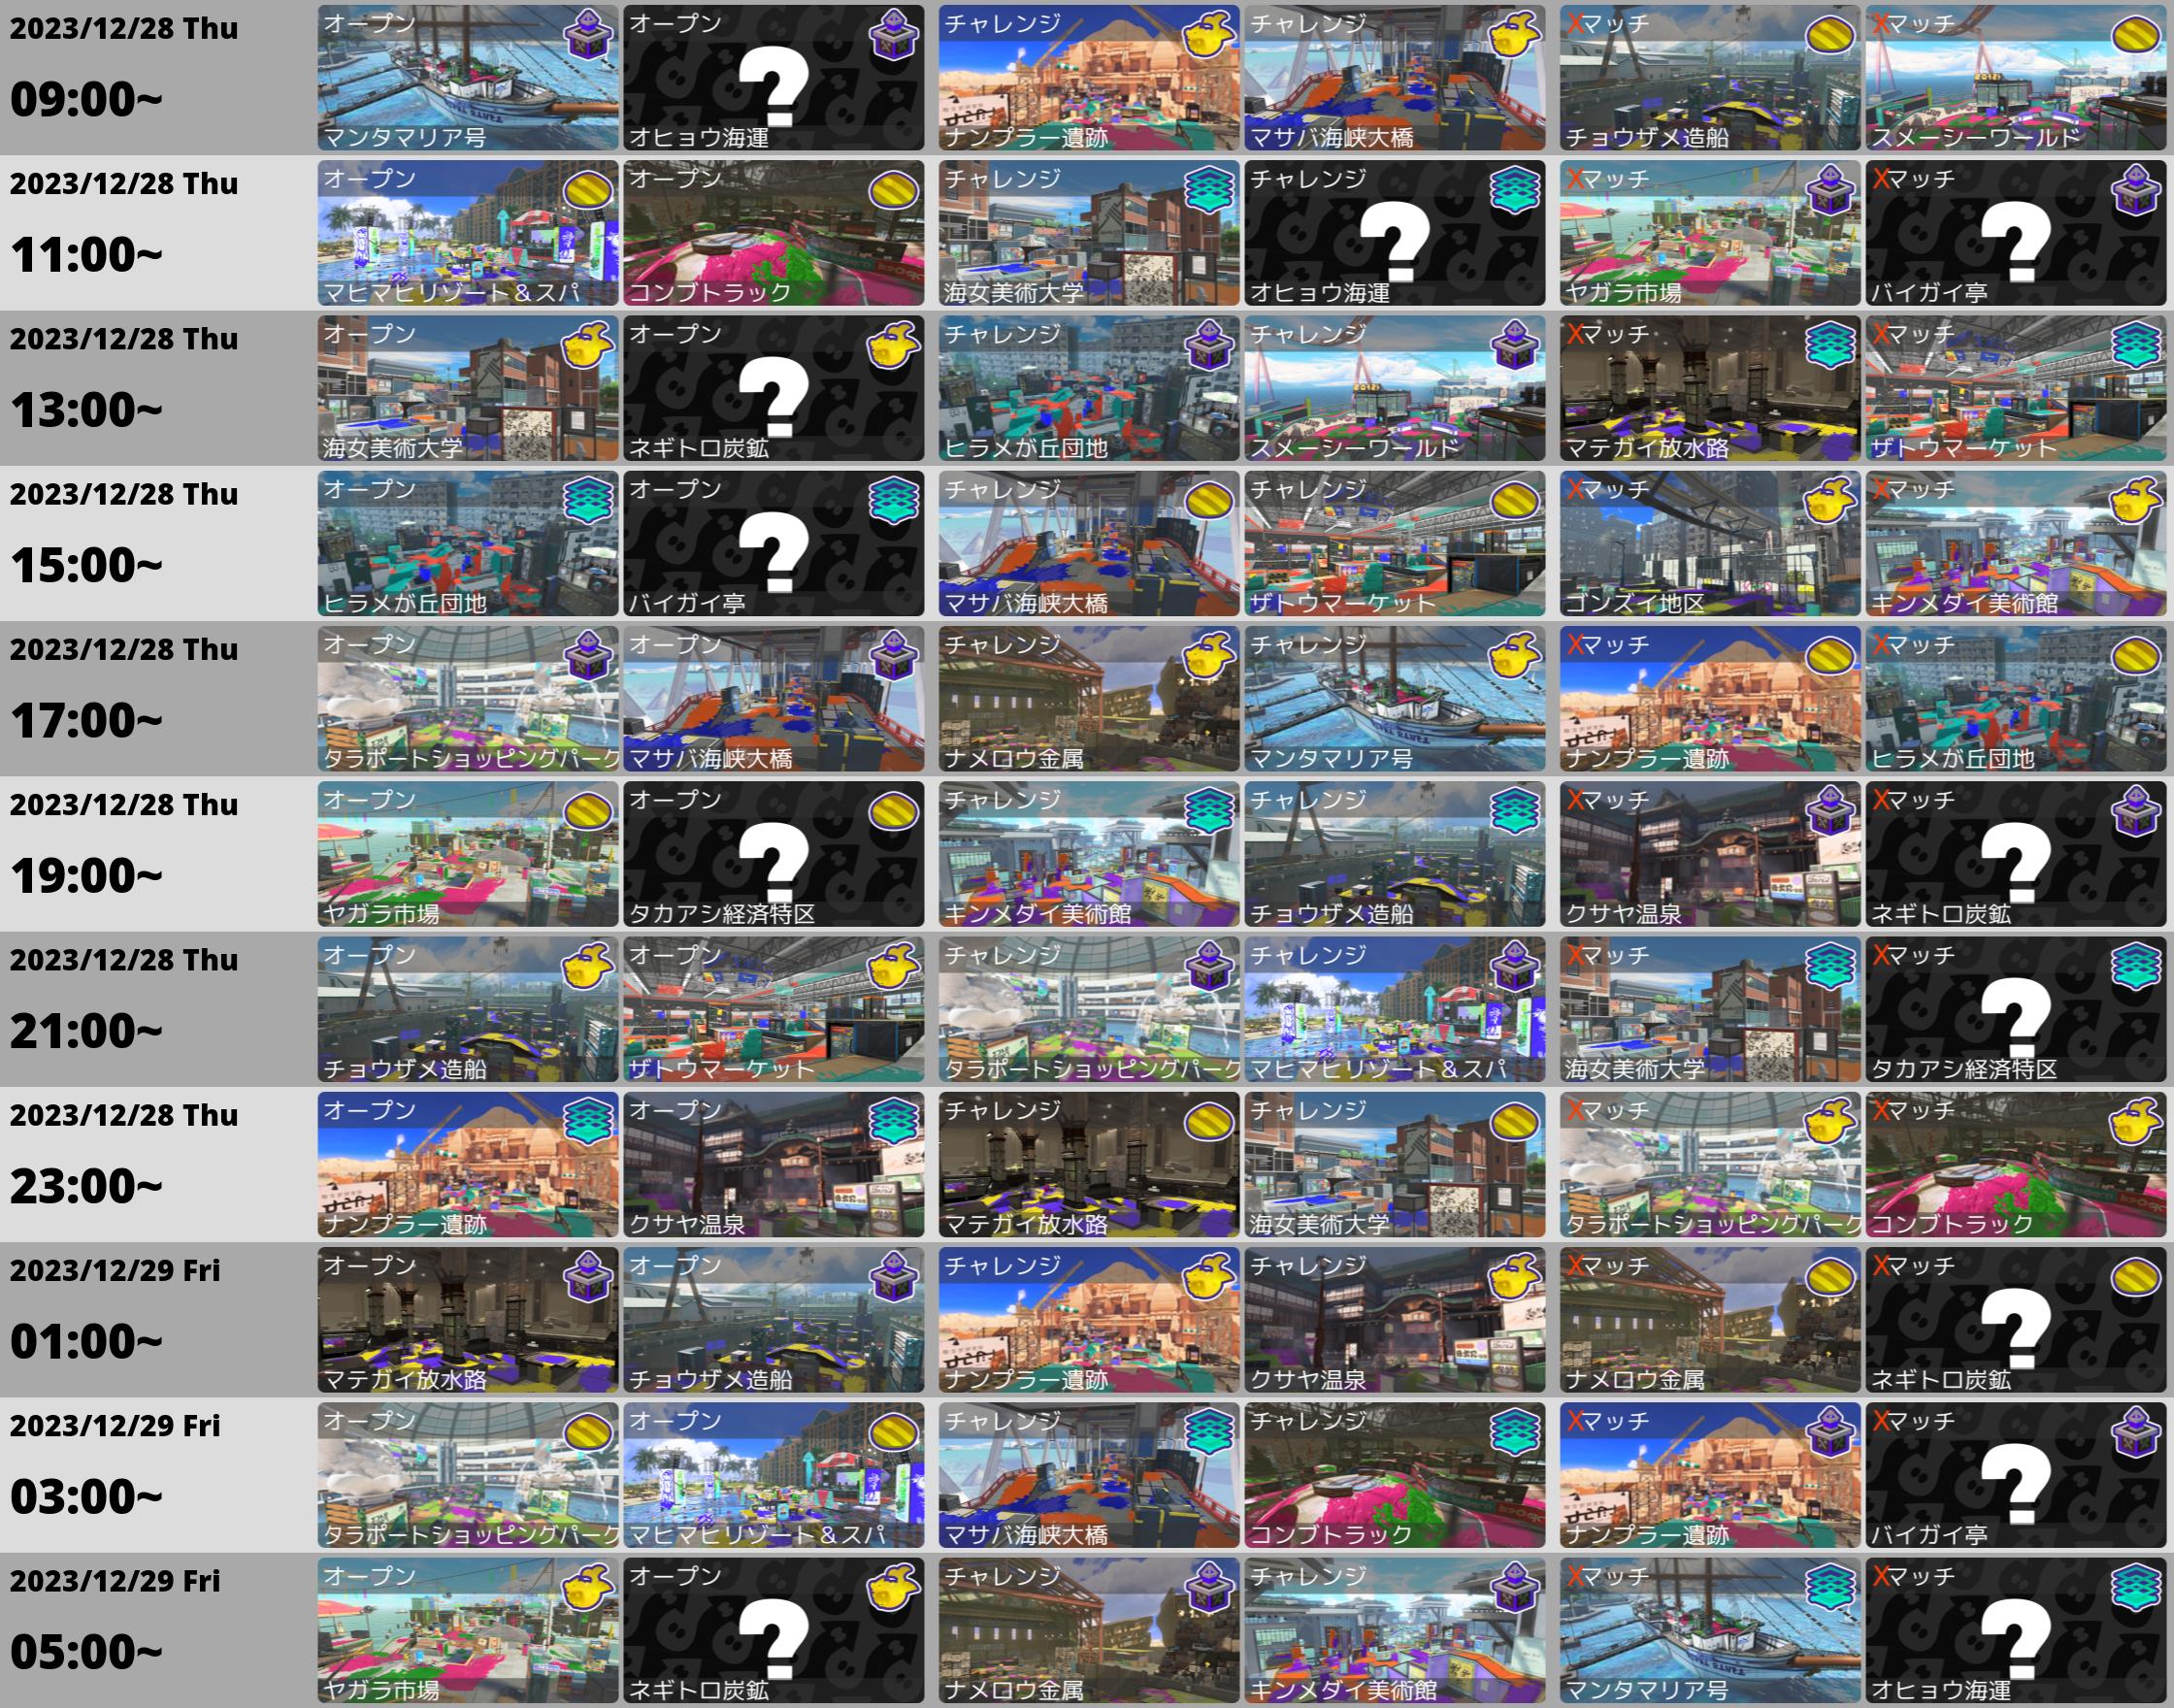 2023/12/28 Thu
09:00~
オープン
マンタマリア号
オープン
オヒョウ海運
チャレンジ
ナンプラー遺跡
チャレンジ
マサバ海峡大橋
Xマッチ
チョウザメ造船
Xマッチ
スメーシーワールド
2023/12/28 Thu
11:00~
オープン
マヒマヒリゾート＆スパ
オープン
コンブトラック
チャレンジ
海女美術大学
チャレンジ
オヒョウ海運
Xマッチ
ヤガラ市場
Xマッチ
バイガイ亭
2023/12/28 Thu
13:00~
オープン
海女美術大学
オープン
ネギトロ炭鉱
チャレンジ
ヒラメが丘団地
チャレンジ
スメーシーワールド
Xマッチ
マテガイ放水路
Xマッチ
ザトウマーケット
2023/12/28 Thu
15:00~
オープン
ヒラメが丘団地
オープン
バイガイ亭
チャレンジ
マサバ海峡大橋
チャレンジ
ザトウマーケット
Xマッチ
ゴンズイ地区
Xマッチ
キンメダイ美術館
2023/12/28 Thu
17:00~
オープン
タラポートショッピングパーク
オープン
マサバ海峡大橋
チャレンジ
ナメロウ金属
チャレンジ
マンタマリア号
Xマッチ
ナンプラー遺跡
Xマッチ
ヒラメが丘団地
2023/12/28 Thu
19:00~
オープン
ヤガラ市場
オープン
タカアシ経済特区
チャレンジ
キンメダイ美術館
チャレンジ
チョウザメ造船
Xマッチ
クサヤ温泉
Xマッチ
ネギトロ炭鉱
2023/12/28 Thu
21:00~
オープン
チョウザメ造船
オープン
ザトウマーケット
チャレンジ
タラポートショッピングパーク
チャレンジ
マヒマヒリゾート＆スパ
Xマッチ
海女美術大学
Xマッチ
タカアシ経済特区
2023/12/28 Thu
23:00~
オープン
ナンプラー遺跡
オープン
クサヤ温泉
チャレンジ
マテガイ放水路
チャレンジ
海女美術大学
Xマッチ
タラポートショッピングパーク
Xマッチ
コンブトラック
2023/12/29 Fri
01:00~
オープン
マテガイ放水路
オープン
チョウザメ造船
チャレンジ
ナンプラー遺跡
チャレンジ
クサヤ温泉
Xマッチ
ナメロウ金属
Xマッチ
ネギトロ炭鉱
2023/12/29 Fri
03:00~
オープン
タラポートショッピングパーク
オープン
マヒマヒリゾート＆スパ
チャレンジ
マサバ海峡大橋
チャレンジ
コンブトラック
Xマッチ
ナンプラー遺跡
Xマッチ
バイガイ亭
2023/12/29 Fri
05:00~
オープン
ヤガラ市場
オープン
ネギトロ炭鉱
チャレンジ
ナメロウ金属
チャレンジ
キンメダイ美術館
Xマッチ
マンタマリア号
Xマッチ
オヒョウ海運